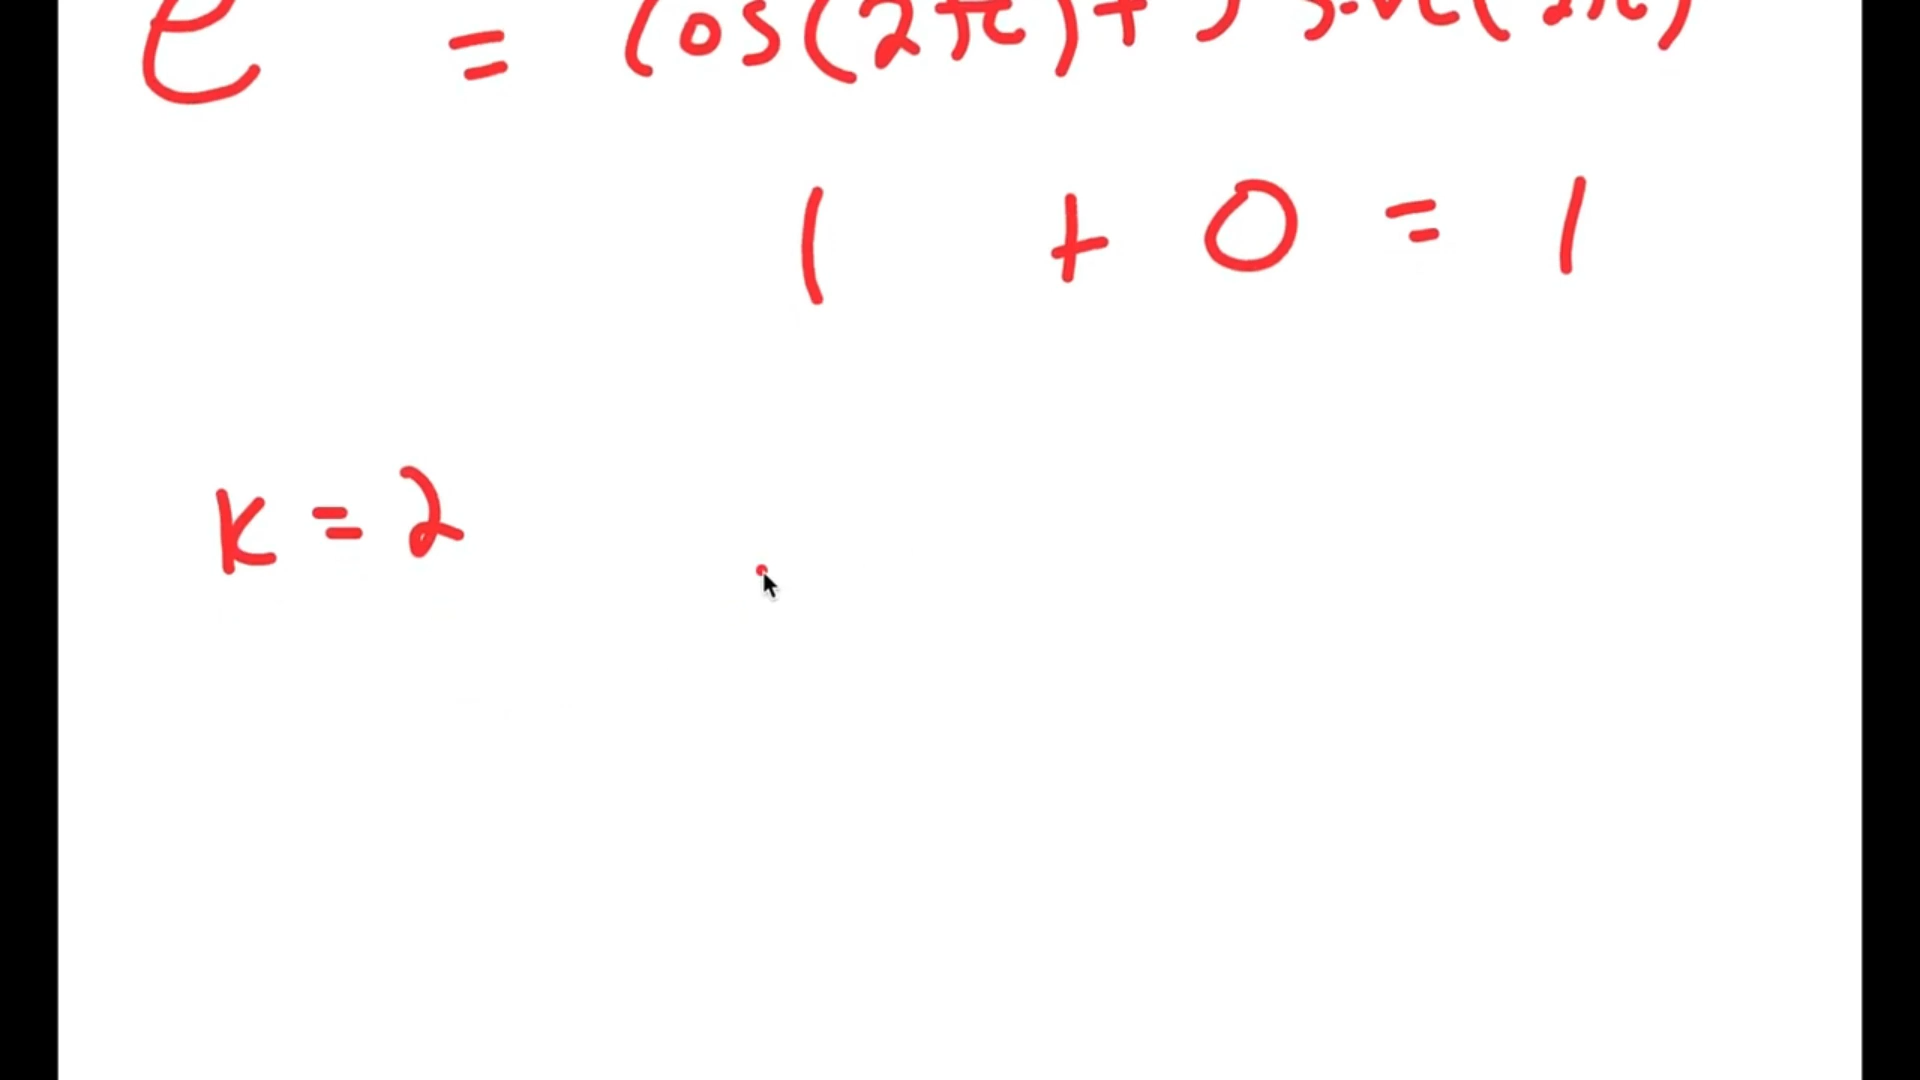 e = cos(2π) + j sin(2π)
1 + 0 = 1
k = 2